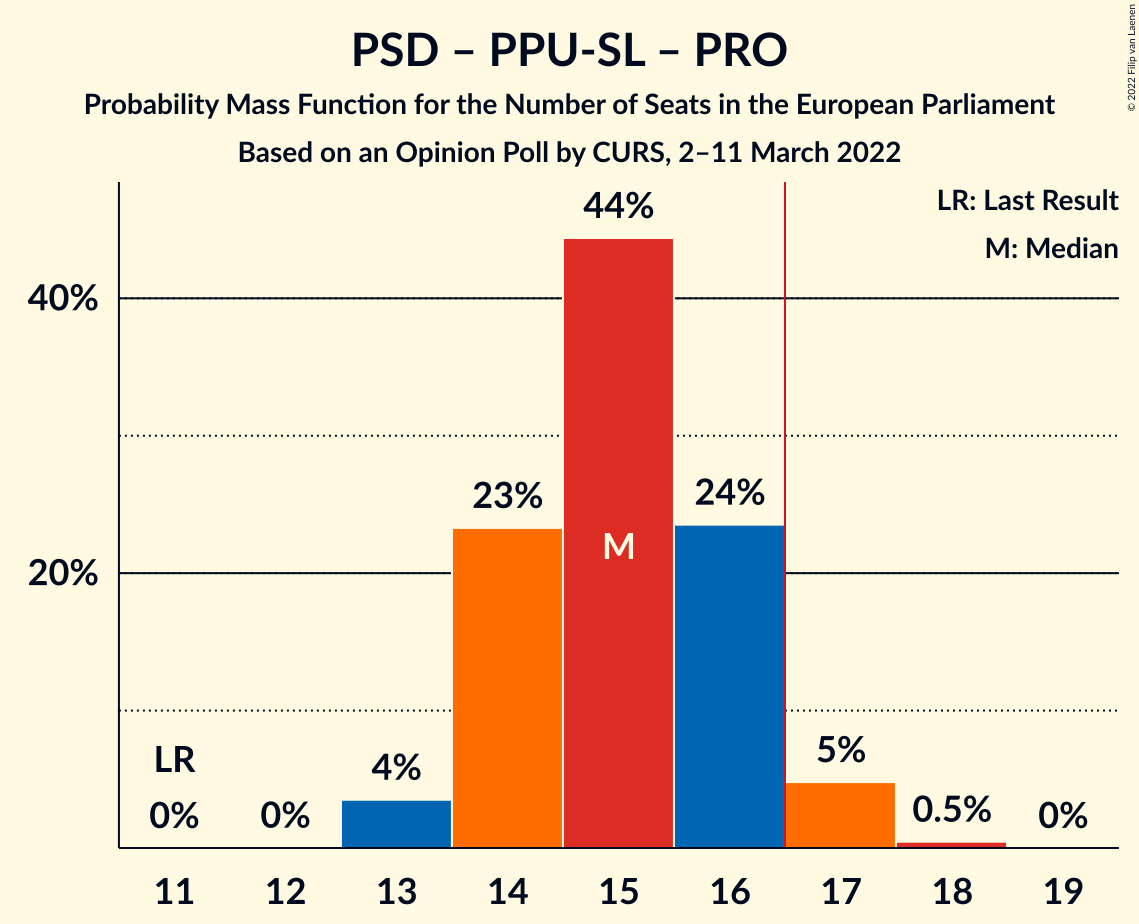 PSD – PPU-SL – PRO
Probability Mass Function for the Number of Seats in the European Parliament
Based on an Opinion Poll by CURS, 2–11 March 2022
© 2022 Filip van Laenen
LR: Last Result
M: Median
44%
40%
23%
24%
M
20%
LR
0%
0%
4%
5%
0.5%
0%
11 12 13 14 15 16 17 18 19